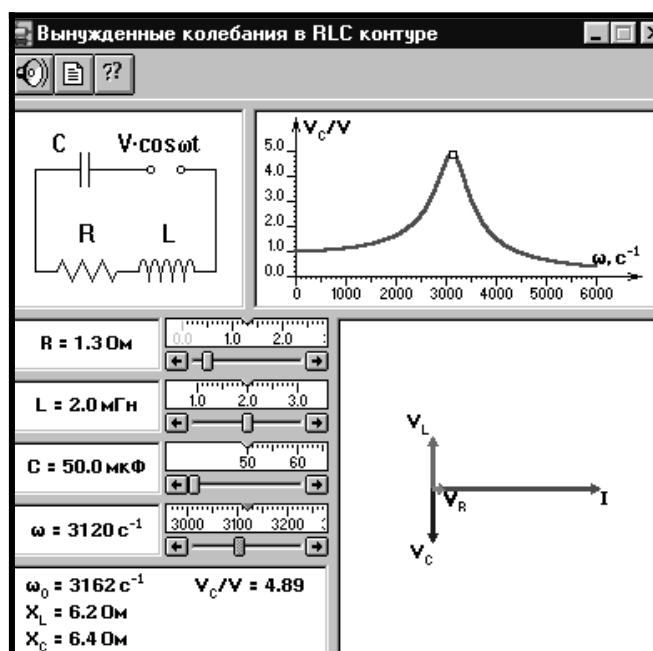 Вынужденные колебания в RLC контуре
??
C V·cosωt
R L
V_C/V
5.0
4.0
3.0
2.0
1.0
0.0
ω, c⁻¹
0 1000 2000 3000 4000 5000 6000
R = 1.3 Ом
0.0 1.0 2.0
L = 2.0 мГн
1.0 2.0 3.0
C = 50.0 мкФ
50 60
ω = 3120 c⁻¹
3000 3100 3200
V_L
V_R
I
V_C
ω₀ = 3162 c⁻¹ V_C/V = 4.89
X_L = 6.2 Ом
X_C = 6.4 Ом